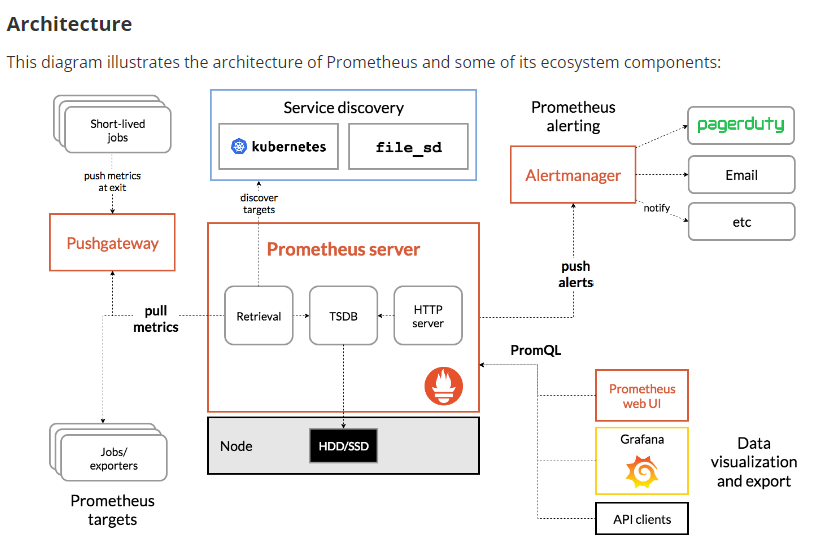 Architecture
This diagram illustrates the architecture of Prometheus and some of its ecosystem components:
Short-lived
jobs
push metrics
at exit
Pushgateway
pull
metrics
Jobs/
exporters
Prometheus
targets
Service discovery
kubernetes
file_sd
discover
targets
Prometheus server
Retrieval
TSDB
HTTP
server
Node
HDD/SSD
Prometheus
alerting
Alertmanager
pagerduty
Email
notify
etc
push
alerts
PromQL
Prometheus
web UI
Grafana
API clients
Data
visualization
and export